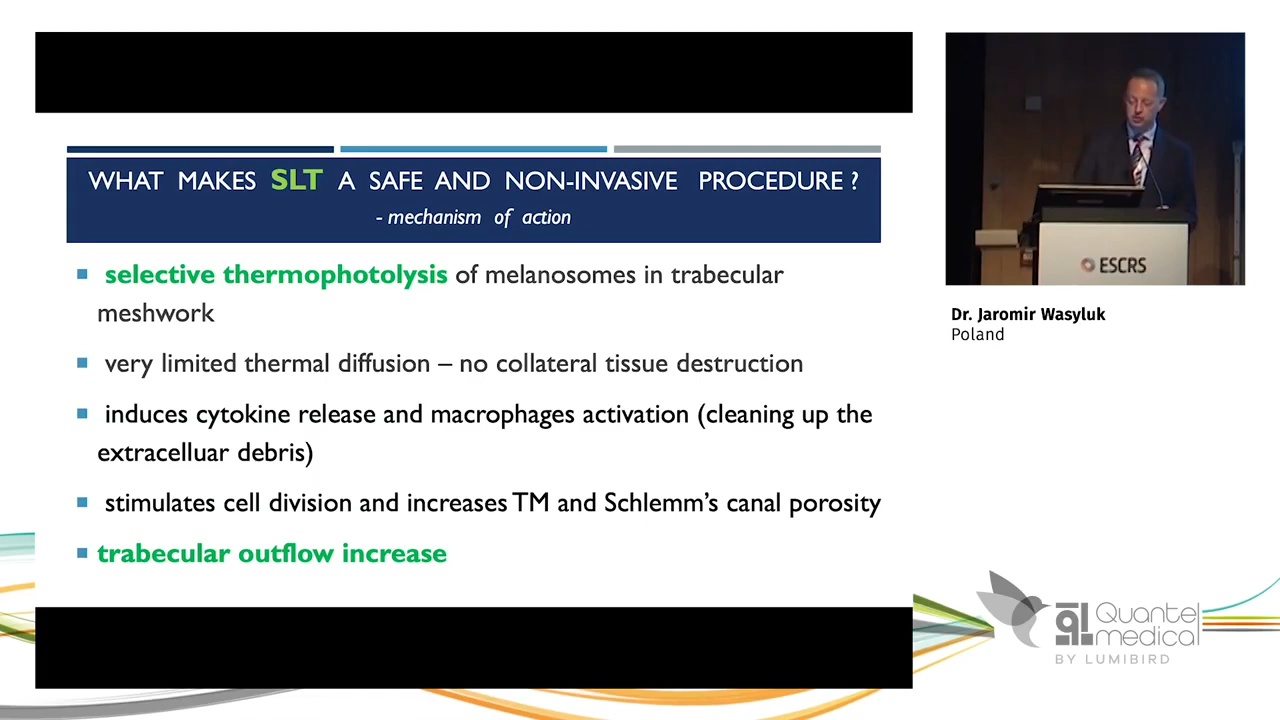 WHAT MAKES SLT A SAFE AND NON-INVASIVE PROCEDURE ?
- mechanism of action
selective thermophotolysis of melanosomes in trabecular
meshwork
very limited thermal diffusion – no collateral tissue destruction
induces cytokine release and macrophages activation (cleaning up the
extracelluar debris)
stimulates cell division and increases TM and Schlemm's canal porosity
trabecular outflow increase
ESCRS
Dr. Jaromir Wasyluk
Poland
Quantel
medical
BY LUMIBIRD